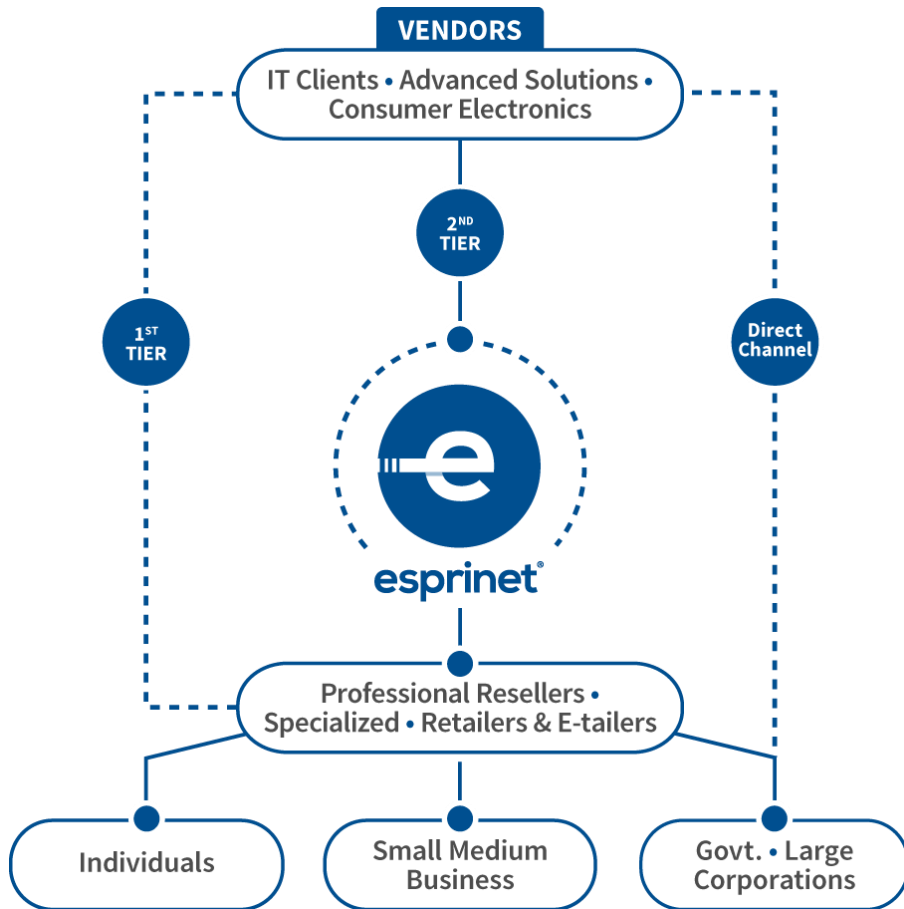 VENDORS
IT Clients • Advanced Solutions •
Consumer Electronics
2ND
TIER
1ST
TIER
Direct
Channel
e
esprinet®
Professional Resellers •
Specialized • Retailers & E-tailers
Individuals
Small Medium
Business
Govt. • Large
Corporations